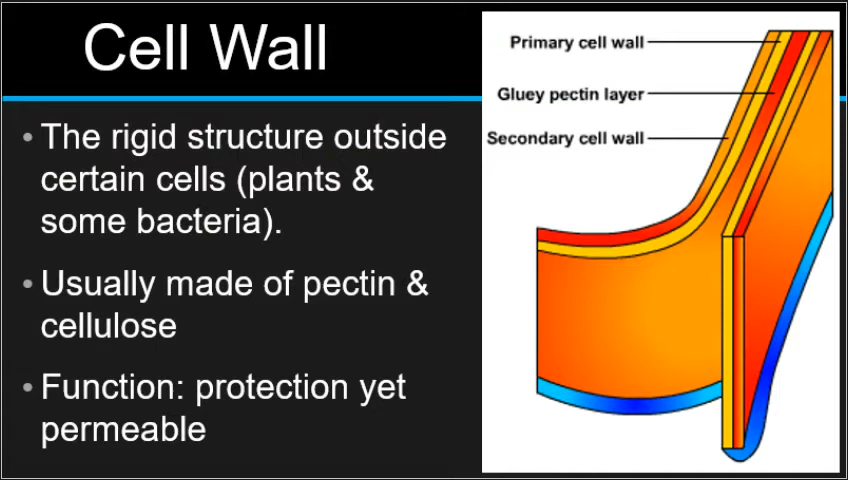 Cell Wall
• The rigid structure outside
certain cells (plants &
some bacteria).
• Usually made of pectin &
cellulose
• Function: protection yet
permeable
Primary cell wall
Gluey pectin layer
Secondary cell wall